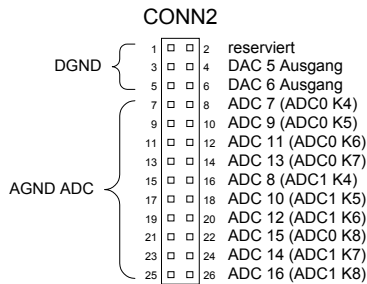 CONN2
1 2 reserviert
DGND 3 4 DAC 5 Ausgang
5 6 DAC 6 Ausgang
7 8 ADC 7 (ADC0 K4)
9 10 ADC 9 (ADC0 K5)
11 12 ADC 11 (ADC0 K6)
13 14 ADC 13 (ADC0 K7)
AGND ADC 15 16 ADC 8 (ADC1 K4)
17 18 ADC 10 (ADC1 K5)
19 20 ADC 12 (ADC1 K6)
21 22 ADC 15 (ADC0 K8)
23 24 ADC 14 (ADC1 K7)
25 26 ADC 16 (ADC1 K8)